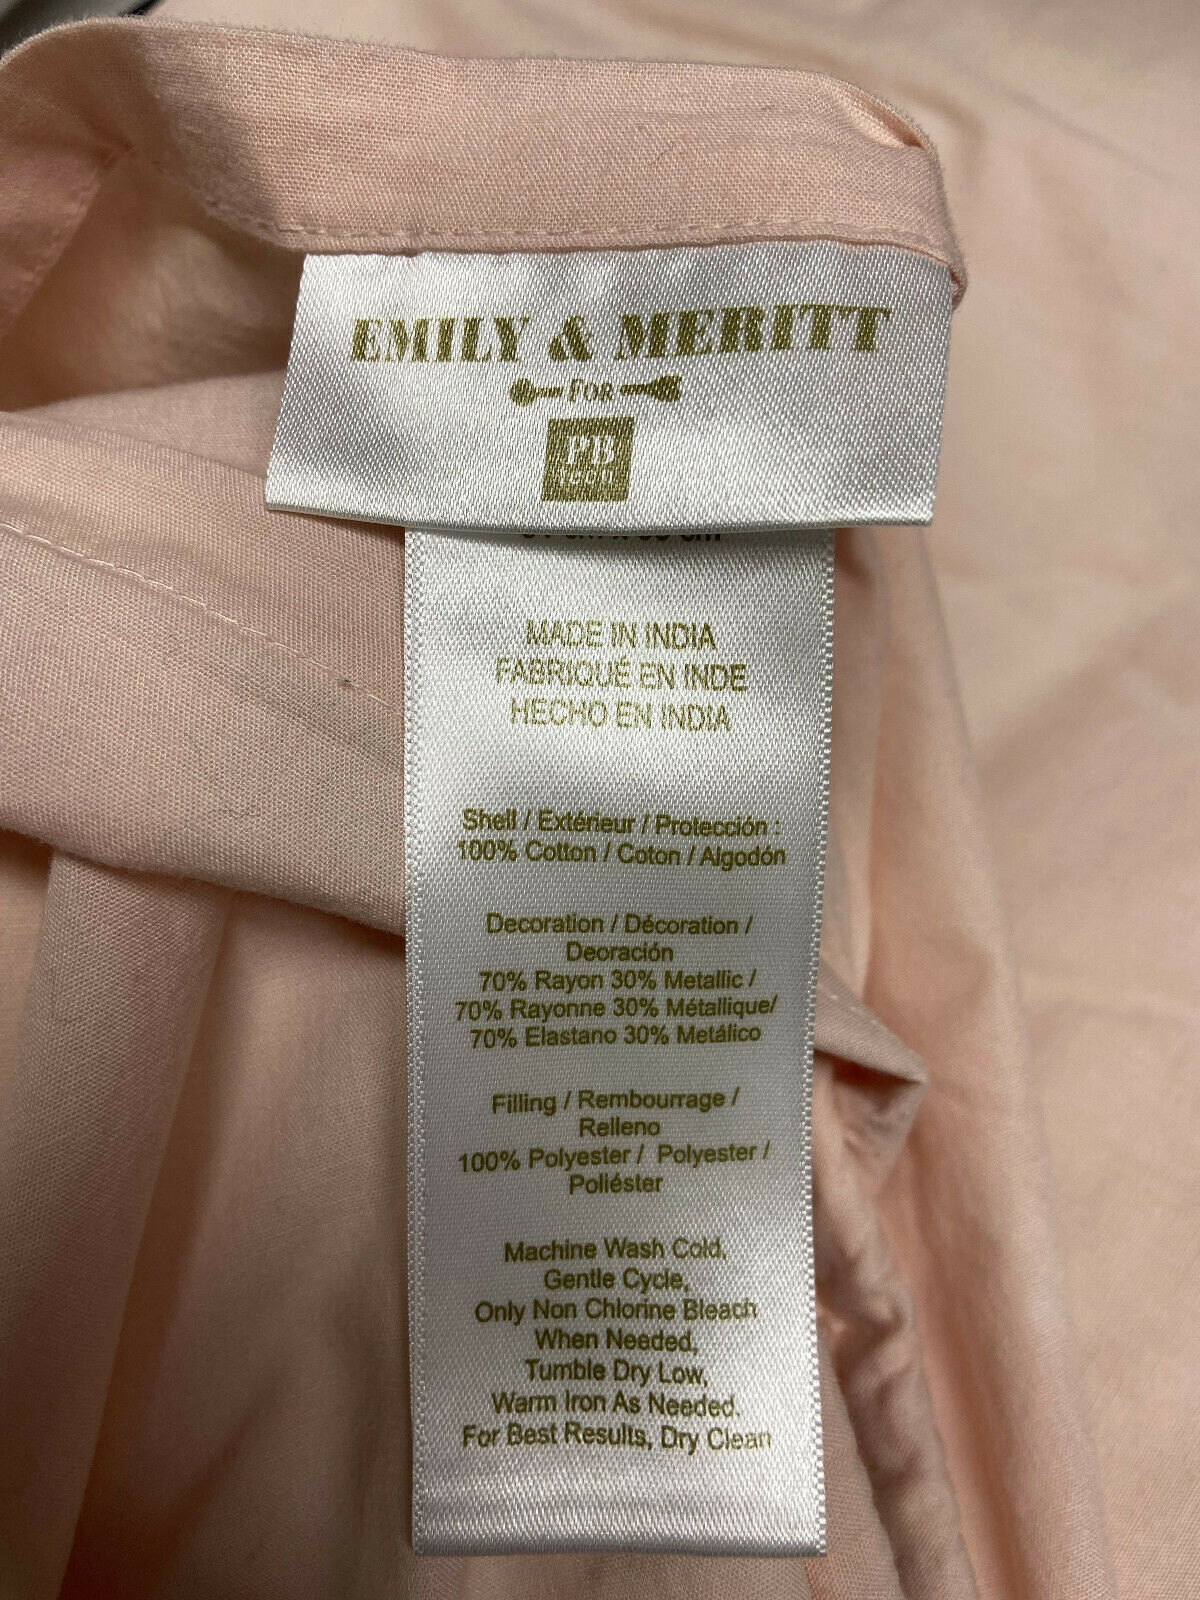 EMILY & MERITT
FOR
PB
teen
MADE IN INDIA
FABRIQUÉ EN INDE
HECHO EN INDIA
Shell / Extérieur / Protección :
100% Cotton / Coton / Algodón
Decoration / Décoration /
Deoración
70% Rayon 30% Metallic /
70% Rayonne 30% Métallique/
70% Elastano 30% Metálico
Filling / Rembourrage /
Relleno
100% Polyester / Polyester /
Poliéster
Machine Wash Cold,
Gentle Cycle,
Only Non Chlorine Bleach
When Needed,
Tumble Dry Low,
Warm Iron As Needed.
For Best Results, Dry Clean